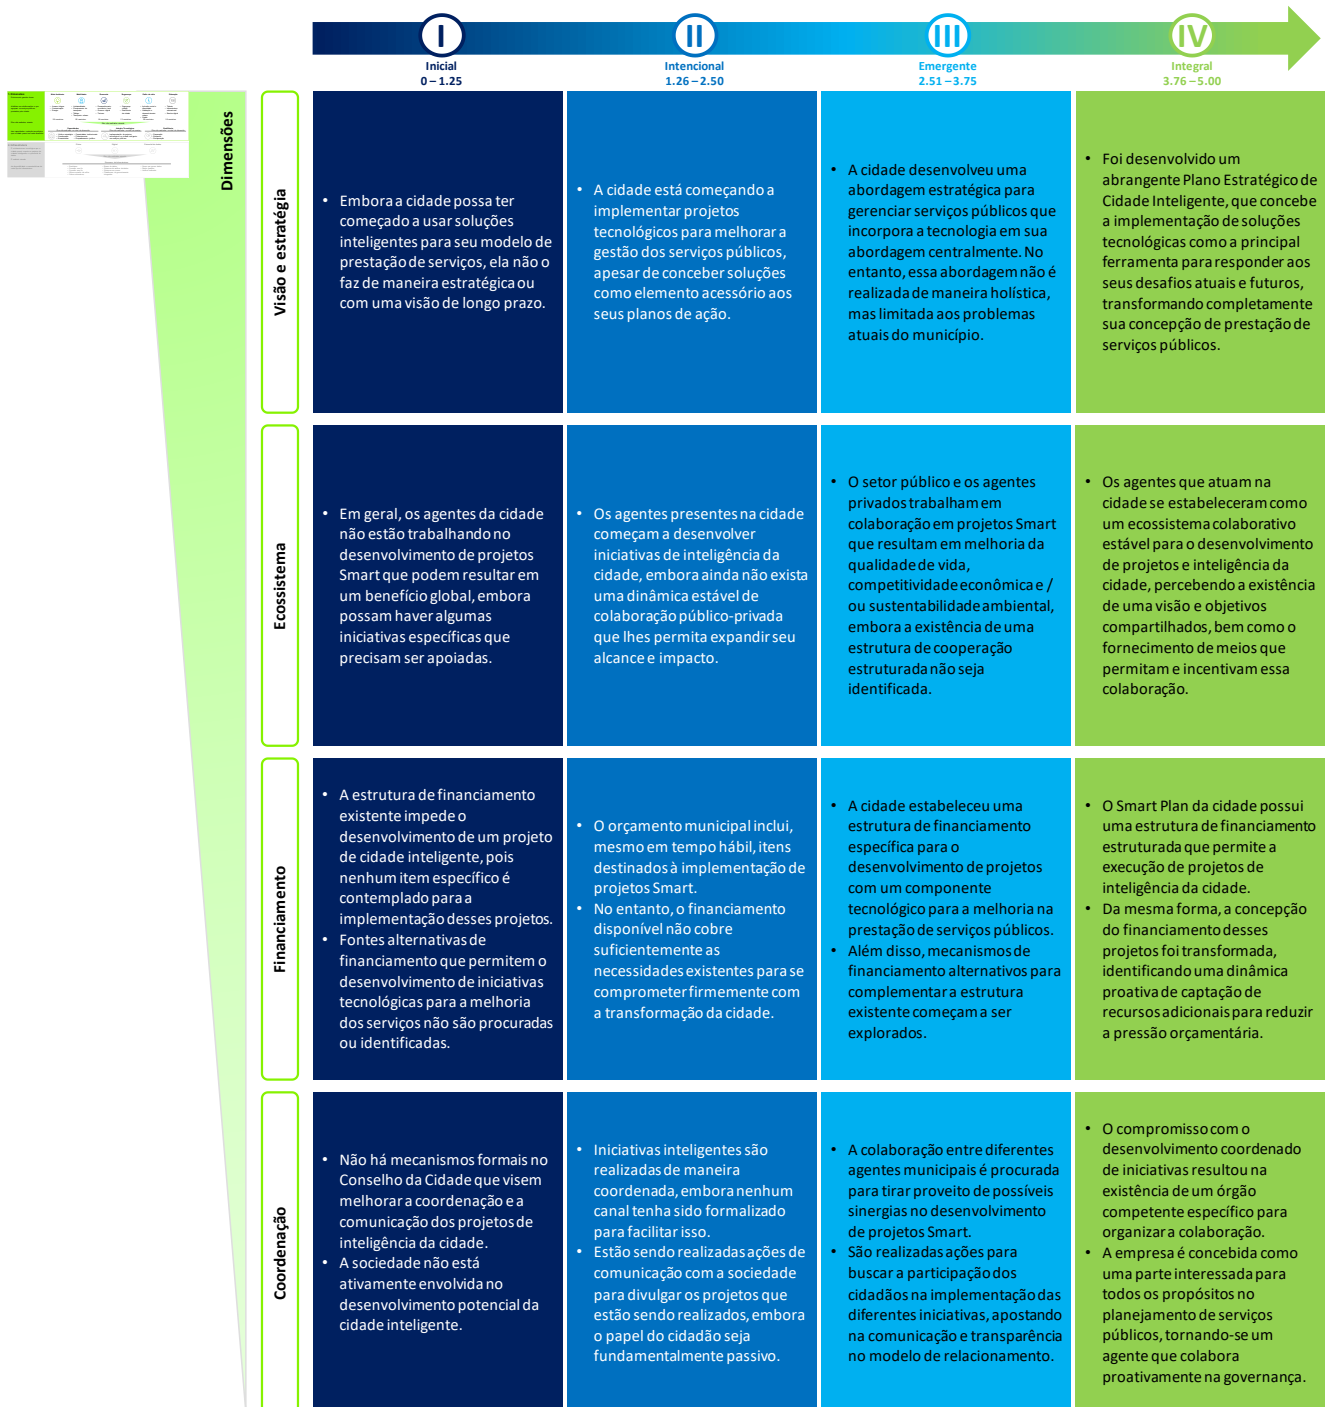 I
II
III
IV
Inicial
0 – 1.25
Intencional
1.26 – 2.50
Emergente
2.51 – 3.75
Integral
3.76 – 5.00
Dimensões
Visão e estratégia
• Embora a cidade possa ter
começado a usar soluções
inteligentes para seu modelo de
prestação de serviços, ela não o
faz de maneira estratégica ou
com uma visão de longo prazo.
• A cidade está começando a
implementar projetos
tecnológicos para melhorar a
gestão dos serviços públicos,
apesar de conceber soluções
como elemento acessório aos
seus planos de ação.
• A cidade desenvolveu uma
abordagem estratégica para
gerenciar serviços públicos que
incorpora a tecnologia em sua
abordagem centralmente. No
entanto, essa abordagem não é
realizada de maneira holística,
mas limitada aos problemas
atuais do município.
• Foi desenvolvido um
abrangente Plano Estratégico de
Cidade Inteligente, que concebe
a implementação de soluções
tecnológicas como a principal
ferramenta para responder aos
seus desafios atuais e futuros,
transformando completamente
sua concepção de prestação de
serviços públicos.
Ecossistema
• Em geral, os agentes da cidade
não estão trabalhando no
desenvolvimento de projetos
Smart que podem resultar em
um benefício global, embora
possam haver algumas
iniciativas específicas que
precisam ser apoiadas.
• Os agentes presentes na cidade
começam a desenvolver
iniciativas de inteligência da
cidade, embora ainda não exista
uma dinâmica estável de
colaboração público-privada
que lhes permita expandir seu
alcance e impacto.
• O setor público e os agentes
privados trabalham em
colaboração em projetos Smart
que resultam em melhoria da
qualidade de vida,
competitividade econômica e /
ou sustentabilidade ambiental,
embora a existência de uma
estrutura de cooperação
estruturada não seja
identificada.
• Os agentes que atuam na
cidade se estabeleceram como
um ecossistema colaborativo
estável para o desenvolvimento
de projetos e inteligência da
cidade, percebendo a existência
de uma visão e objetivos
compartilhados, bem como o
fornecimento de meios que
permitam e incentivam essa
colaboração.
Financiamento
• A estrutura de financiamento
existente impede o
desenvolvimento de um projeto
de cidade inteligente, pois
nenhum item específico é
contemplado para a
implementação desses projetos.
• Fontes alternativas de
financiamento que permitem o
desenvolvimento de iniciativas
tecnológicas para a melhoria
dos serviços não são procuradas
ou identificadas.
• O orçamento municipal inclui,
mesmo em tempo hábil, itens
destinados à implementação de
projetos Smart.
• No entanto, o financiamento
disponível não cobre
suficientemente as
necessidades existentes para se
comprometer firmemente com
a transformação da cidade.
• A cidade estabeleceu uma
estrutura de financiamento
específica para o
desenvolvimento de projetos
com um componente
tecnológico para a melhoria na
prestação de serviços públicos.
• Além disso, mecanismos de
financiamento alternativos para
complementar a estrutura
existente começam a ser
explorados.
• O Smart Plan da cidade possui
uma estrutura de financiamento
estruturada que permite a
execução de projetos de
inteligência da cidade.
• Da mesma forma, a concepção
do financiamento desses
projetos foi transformada,
identificando uma dinâmica
proativa de captação de
recursos adicionais para reduzir
a pressão orçamentária.
Coordenação
• Não há mecanismos formais no
Conselho da Cidade que visem
melhorar a coordenação e a
comunicação dos projetos de
inteligência da cidade.
• A sociedade não está
ativamente envolvida no
desenvolvimento potencial da
cidade inteligente.
• Iniciativas inteligentes são
realizadas de maneira
coordenada, embora nenhum
canal tenha sido formalizado
para facilitar isso.
• Estão sendo realizadas ações de
comunicação com a sociedade
para divulgar os projetos que
estão sendo realizados, embora
o papel do cidadão seja
fundamentalmente passivo.
• A colaboração entre diferentes
agentes municipais é procurada
para tirar proveito de possíveis
sinergias no desenvolvimento
de projetos Smart.
• São realizadas ações para
buscar a participação dos
cidadãos na implementação das
diferentes iniciativas, apostando
na comunicação e transparência
no modelo de relacionamento.
• O compromisso com o
desenvolvimento coordenado
de iniciativas resultou na
existência de um órgão
competente específico para
organizar a colaboração.
• A empresa é concebida como
uma parte interessada para
todos os propósitos no
planejamento de serviços
públicos, tornando-se um
agente que colabora
proativamente na governança.